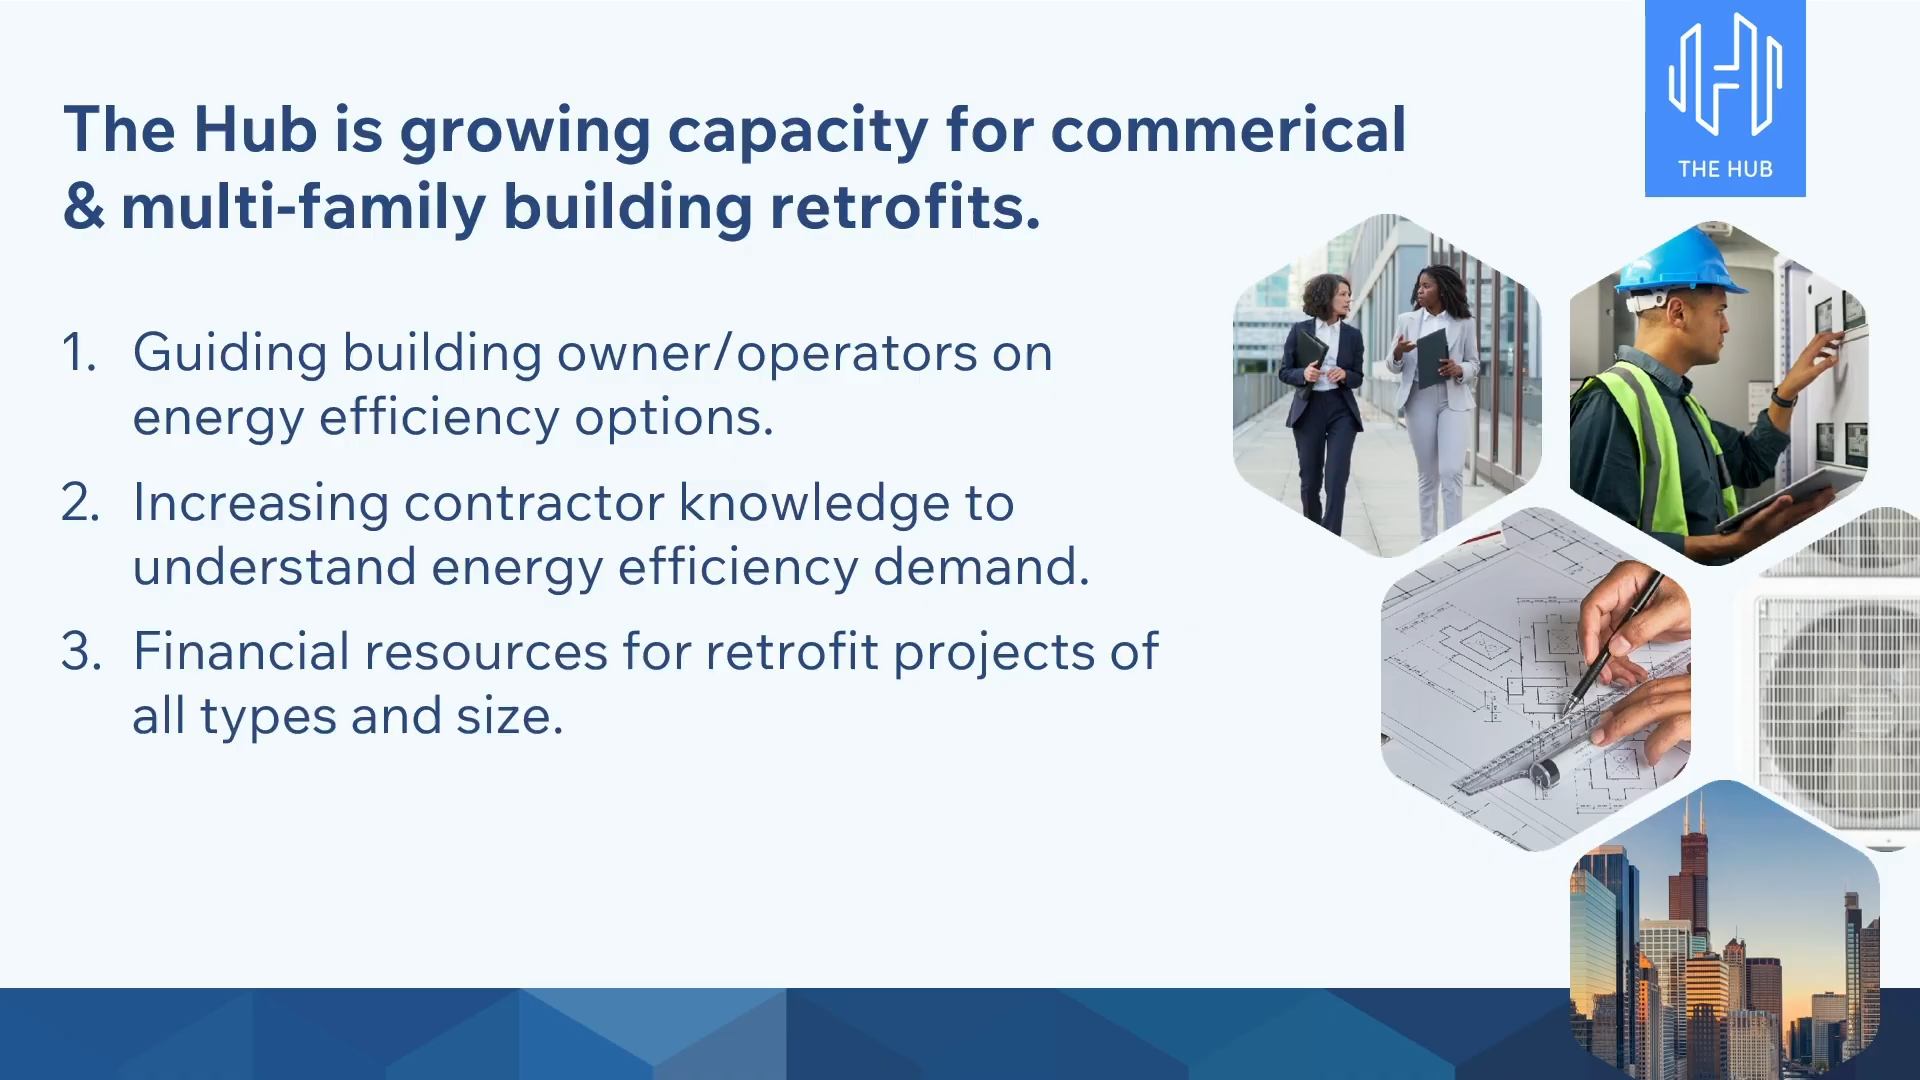 The Hub is growing capacity for commerical
& multi-family building retrofits.
THE HUB
1. Guiding building owner/operators on
energy efficiency options.
2. Increasing contractor knowledge to
understand energy efficiency demand.
3. Financial resources for retrofit projects of
all types and size.